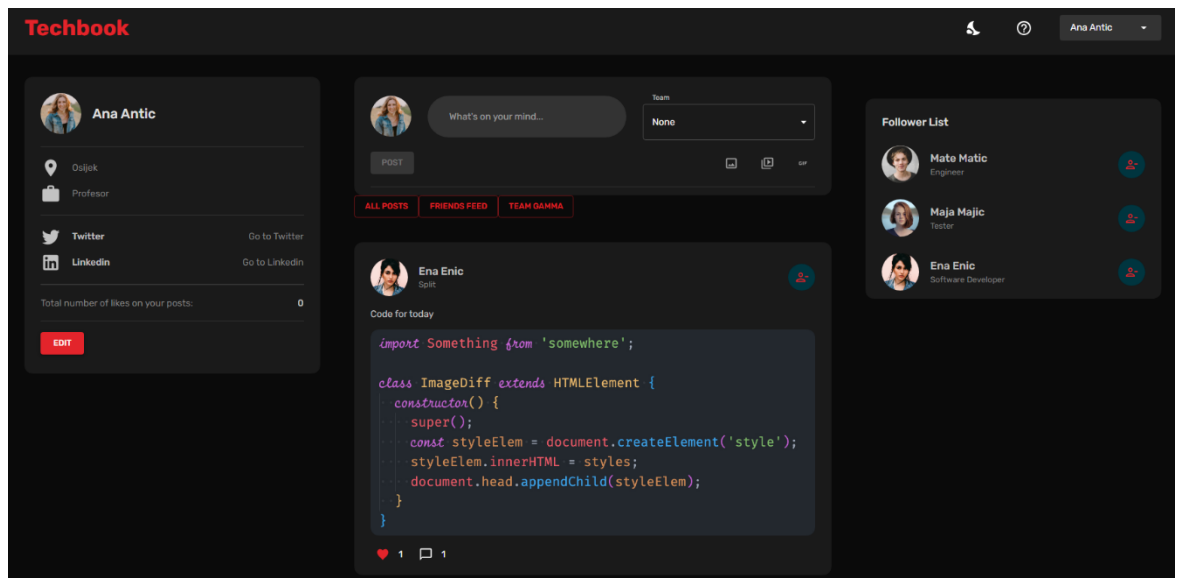 Techbook
Ana Antic
Ana Antic
Osijek
Profesor
Twitter Go to Twitter
Linkedin Go to Linkedin
Total number of likes on your posts: 0
EDIT
What's on your mind...
Team
None
POST
GIF
ALL POSTS FRIENDS FEED TEAM GAMMA
Ena Enic
Split
Code for today
import Something from 'somewhere';
class ImageDiff extends HTMLElement {
constructor() {
super();
const styleElem = document.createElement('style');
styleElem.innerHTML = styles;
document.head.appendChild(styleElem);
}
}
1 1
Follower List
Mate Matic
Engineer
Maja Majic
Tester
Ena Enic
Software Developer